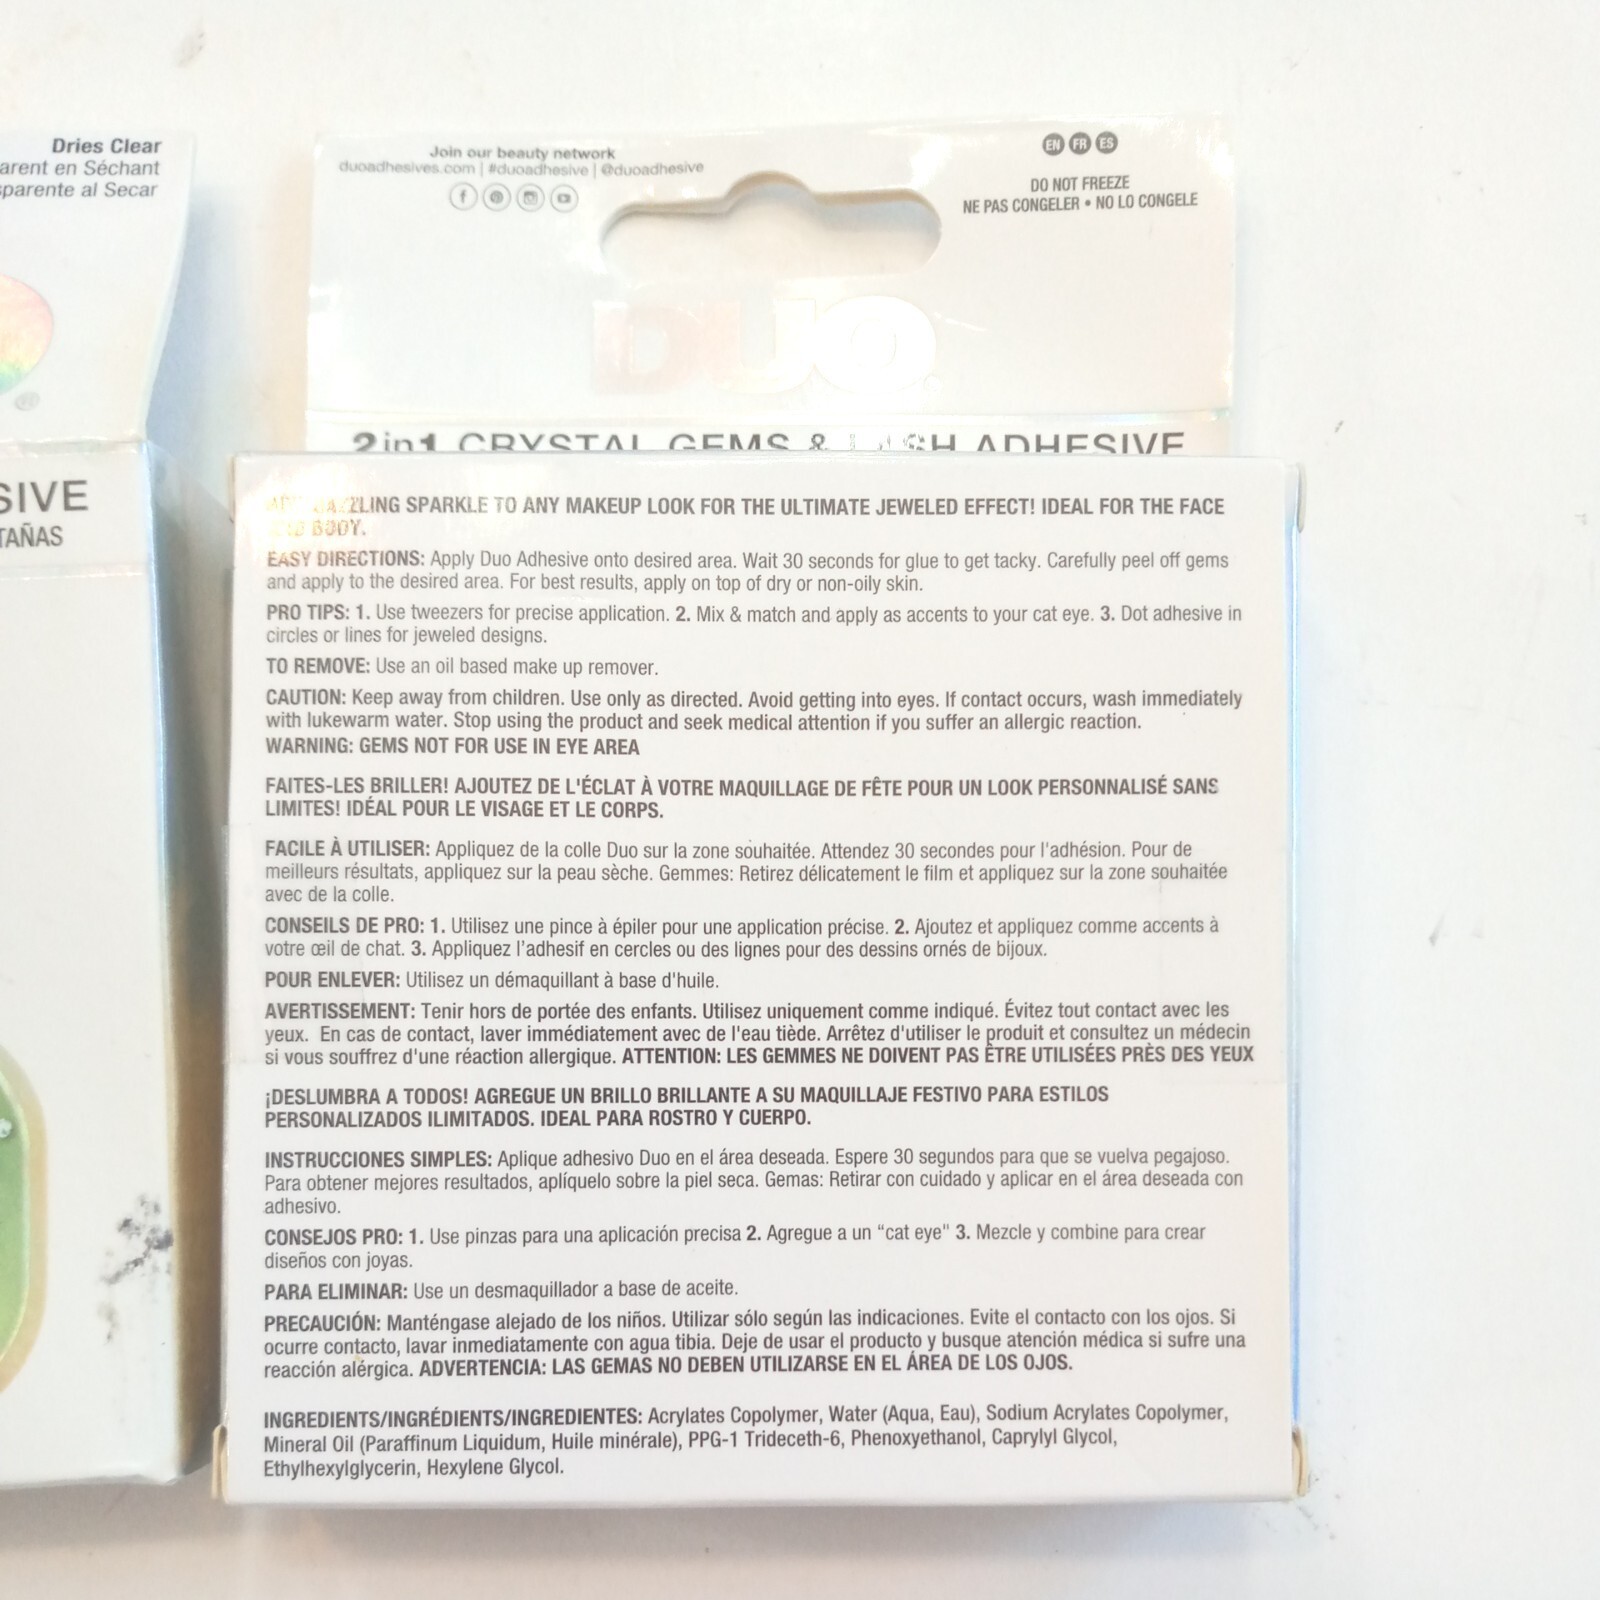 Dries Clear
arent en Séchant
sparente al Secar
®
SIVE
TAÑAS
Join our beauty network
duoadhesives.com | #duoadhesive | @duoadhesive
EN FR ES
DO NOT FREEZE
NE PAS CONGELER • NO LO CONGELE
DUO
2in1 CRYSTAL GEMS & LASH ADHESIVE
DAZZLING SPARKLE TO ANY MAKEUP LOOK FOR THE ULTIMATE JEWELED EFFECT! IDEAL FOR THE FACE
AND BODY.
EASY DIRECTIONS: Apply Duo Adhesive onto desired area. Wait 30 seconds for glue to get tacky. Carefully peel off gems
and apply to the desired area. For best results, apply on top of dry or non-oily skin.
PRO TIPS: 1. Use tweezers for precise application. 2. Mix & match and apply as accents to your cat eye. 3. Dot adhesive in
circles or lines for jeweled designs.
TO REMOVE: Use an oil based make up remover.
CAUTION: Keep away from children. Use only as directed. Avoid getting into eyes. If contact occurs, wash immediately
with lukewarm water. Stop using the product and seek medical attention if you suffer an allergic reaction.
WARNING: GEMS NOT FOR USE IN EYE AREA
FAITES-LES BRILLER! AJOUTEZ DE L'ÉCLAT À VOTRE MAQUILLAGE DE FÊTE POUR UN LOOK PERSONNALISÉ SANS
LIMITES! IDÉAL POUR LE VISAGE ET LE CORPS.
FACILE À UTILISER: Appliquez de la colle Duo sur la zone souhaitée. Attendez 30 secondes pour l'adhésion. Pour de
meilleurs résultats, appliquez sur la peau sèche. Gemmes: Retirez délicatement le film et appliquez sur la zone souhaitée
avec de la colle.
CONSEILS DE PRO: 1. Utilisez une pince à épiler pour une application précise. 2. Ajoutez et appliquez comme accents à
votre œil de chat. 3. Appliquez l'adhesif en cercles ou des lignes pour des dessins ornés de bijoux.
POUR ENLEVER: Utilisez un démaquillant à base d'huile.
AVERTISSEMENT: Tenir hors de portée des enfants. Utilisez uniquement comme indiqué. Évitez tout contact avec les
yeux. En cas de contact, laver immédiatement avec de l'eau tiède. Arrêtez d'utiliser le produit et consultez un médecin
si vous souffrez d'une réaction allergique. ATTENTION: LES GEMMES NE DOIVENT PAS ÊTRE UTILISÉES PRÈS DES YEUX
¡DESLUMBRA A TODOS! AGREGUE UN BRILLO BRILLANTE A SU MAQUILLAJE FESTIVO PARA ESTILOS
PERSONALIZADOS ILIMITADOS. IDEAL PARA ROSTRO Y CUERPO.
INSTRUCCIONES SIMPLES: Aplique adhesivo Duo en el área deseada. Espere 30 segundos para que se vuelva pegajoso.
Para obtener mejores resultados, aplíquelo sobre la piel seca. Gemas: Retirar con cuidado y aplicar en el área deseada con
adhesivo.
CONSEJOS PRO: 1. Use pinzas para una aplicación precisa 2. Agregue a un "cat eye" 3. Mezcle y combine para crear
diseños con joyas.
PARA ELIMINAR: Use un desmaquillador a base de aceite.
PRECAUCIÓN: Manténgase alejado de los niños. Utilizar sólo según las indicaciones. Evite el contacto con los ojos. Si
ocurre contacto, lavar inmediatamente con agua tibia. Deje de usar el producto y busque atención médica si sufre una
reacción alérgica. ADVERTENCIA: LAS GEMAS NO DEBEN UTILIZARSE EN EL ÁREA DE LOS OJOS.
INGREDIENTS/INGRÉDIENTS/INGREDIENTES: Acrylates Copolymer, Water (Aqua, Eau), Sodium Acrylates Copolymer,
Mineral Oil (Paraffinum Liquidum, Huile minérale), PPG-1 Trideceth-6, Phenoxyethanol, Caprylyl Glycol,
Ethylhexylglycerin, Hexylene Glycol.